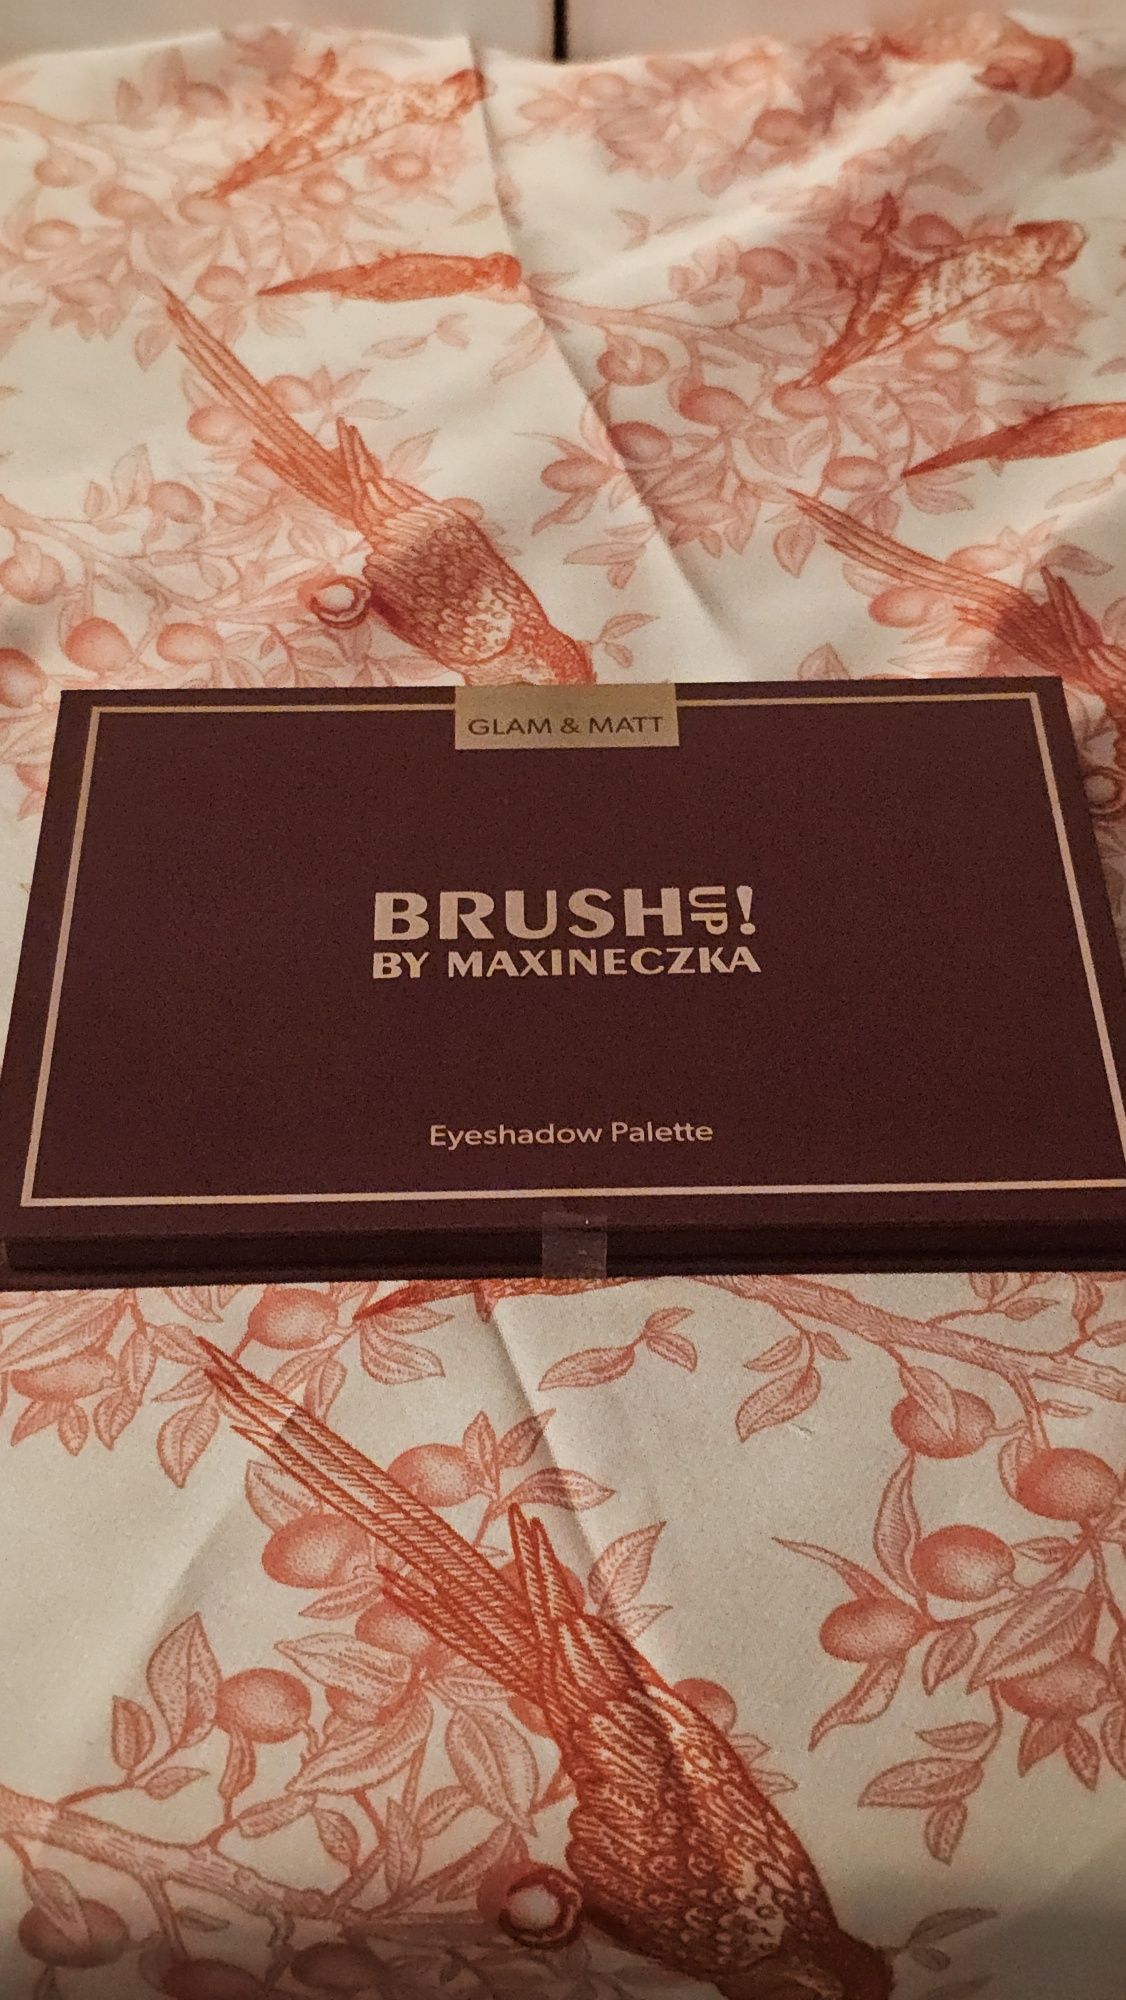 GLAM & MATT
BRUSH UP!
BY MAXINECZKA
Eyeshadow Palette